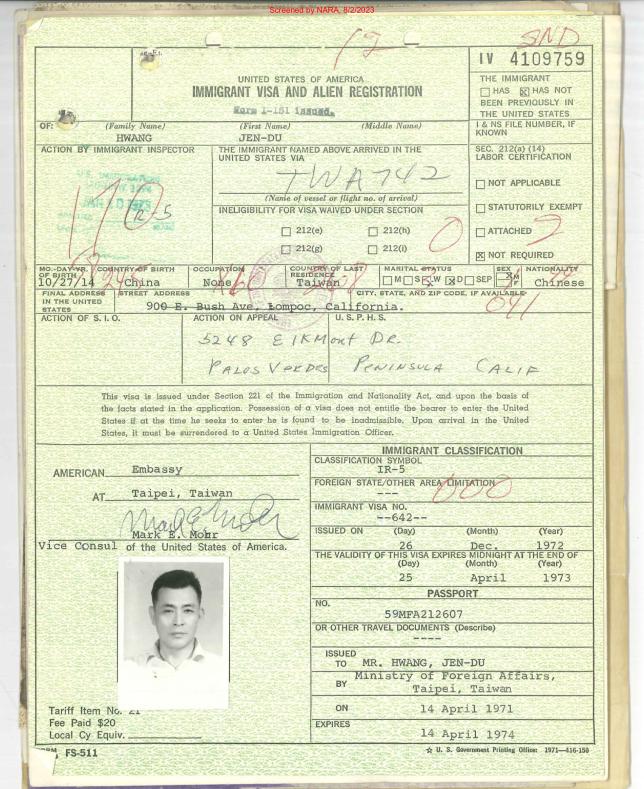 Screened by NARA, 8/2/2023
12
SND
IV 4109759
UNITED STATES OF AMERICA
IMMIGRANT VISA AND ALIEN REGISTRATION
Form I-151 issued.
THE IMMIGRANT
HAS HAS NOT
BEEN PREVIOUSLY IN
THE UNITED STATES
I & NS FILE NUMBER, IF
KNOWN
OF: (Family Name) (First Name) (Middle Name)
HWANG JEN-DU
ACTION BY IMMIGRANT INSPECTOR
THE IMMIGRANT NAMED ABOVE ARRIVED IN THE
UNITED STATES VIA
TWA 742
(Name of vessel or flight no. of arrival)
INELIGIBILITY FOR VISA WAIVED UNDER SECTION
212(e) 212(h)
212(g) 212(i)
SEC. 212(a) (14)
LABOR CERTIFICATION
NOT APPLICABLE
STATUTORILY EXEMPT
ATTACHED
NOT REQUIRED
MO.-DAY-YR. OF BIRTH
10/27/14
COUNTRY OF BIRTH
China
OCCUPATION
None
COUNTRY OF LAST RESIDENCE
Taiwan
MARITAL STATUS
M S W D SEP
SEX
M F
NATIONALITY
Chinese
FINAL ADDRESS
IN THE UNITED
STATES
STREET ADDRESS
CITY, STATE, AND ZIP CODE, IF AVAILABLE
900 E. Bush Ave, Lompoc, California.
041
ACTION OF S.I.O.
ACTION ON APPEAL
U.S.P.H.S.
5248 ElKMont DR.
PALOS VERDES PENINSULA CALIF
This visa is issued under Section 221 of the Immigration and Nationality Act, and upon the basis of
the facts stated in the application. Possession of a visa does not entitle the bearer to enter the United
States if at the time he seeks to enter he is found to be inadmissible. Upon arrival in the United
States, it must be surrendered to a United States Immigration Officer.
AMERICAN Embassy
AT Taipei, Taiwan
Mark E. Mohr
Mark E. Mohr
Vice Consul of the United States of America.
Tariff Item No. 21
Fee Paid $20
Local Cy Equiv.
IMMIGRANT CLASSIFICATION
CLASSIFICATION SYMBOL
IR-5
FOREIGN STATE/OTHER AREA LIMITATION
---
000
IMMIGRANT VISA NO.
--642--
ISSUED ON (Day) (Month) (Year)
26 Dec. 1972
THE VALIDITY OF THIS VISA EXPIRES MIDNIGHT AT THE END OF
(Day) (Month) (Year)
25 April 1973
PASSPORT
NO.
59MFA212607
OR OTHER TRAVEL DOCUMENTS (Describe)
----
ISSUED
TO MR. HWANG, JEN-DU
BY Ministry of Foreign Affairs,
Taipei, Taiwan
ON 14 April 1971
EXPIRES
14 April 1974
FS-511
☆ U. S. Government Printing Office: 1971—416-150